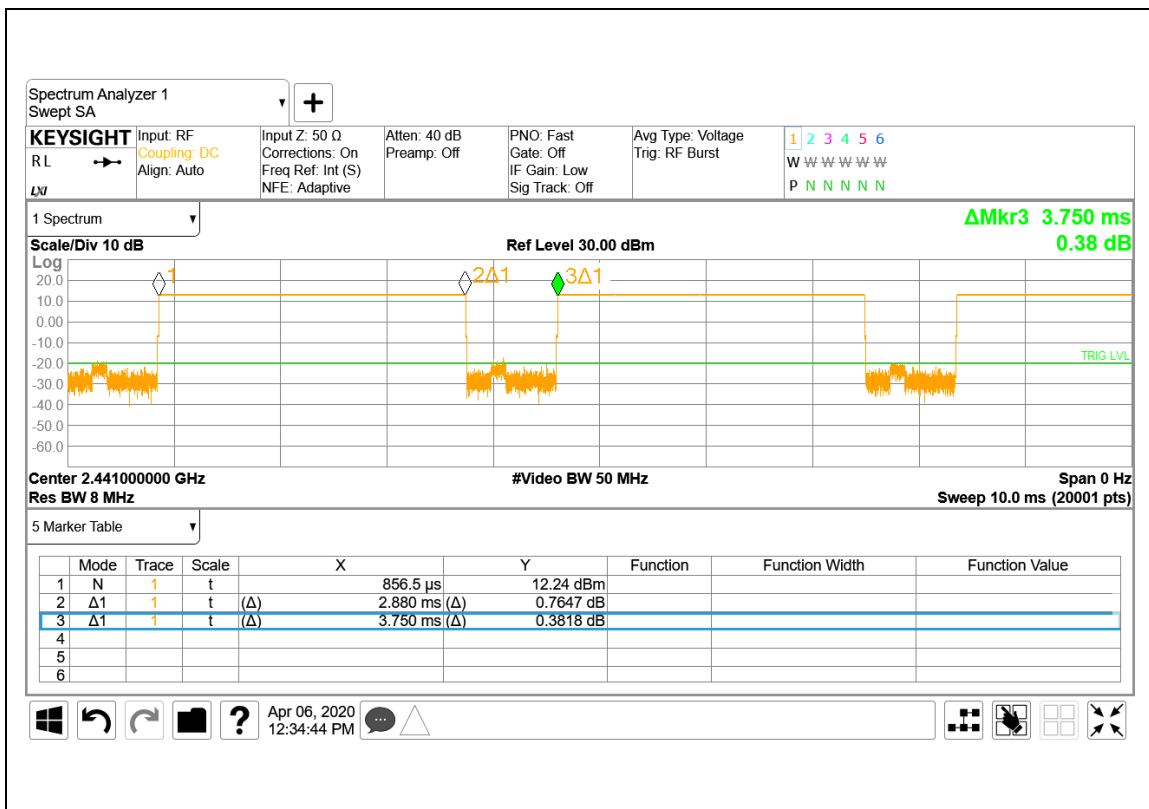 Spectrum Analyzer 1
Swept SA
+
KEYSIGHT
R L
LXI
Input: RF
Coupling: DC
Align: Auto
Input Z: 50 Ω
Corrections: On
Freq Ref: Int (S)
NFE: Adaptive
Atten: 40 dB
Preamp: Off
PNO: Fast
Gate: Off
IF Gain: Low
Sig Track: Off
Avg Type: Voltage
Trig: RF Burst
1 2 3 4 5 6
W W W W W W
P N N N N N
1 Spectrum
ΔMkr3 3.750 ms
0.38 dB
Scale/Div 10 dB
Ref Level 30.00 dBm
Log
1
2Δ1
3Δ1
20.0
10.0
0.00
-10.0
-20.0
-30.0
-40.0
-50.0
-60.0
TRIG LVL
Center 2.441000000 GHz
#Video BW 50 MHz
Span 0 Hz
Res BW 8 MHz
Sweep 10.0 ms (20001 pts)
5 Marker Table
Mode Trace Scale X Y Function Function Width Function Value
1 N 1 t 856.5 µs 12.24 dBm
2 Δ1 1 t (Δ) 2.880 ms (Δ) 0.7647 dB
3 Δ1 1 t (Δ) 3.750 ms (Δ) 0.3818 dB
4
5
6
?
Apr 06, 2020
12:34:44 PM